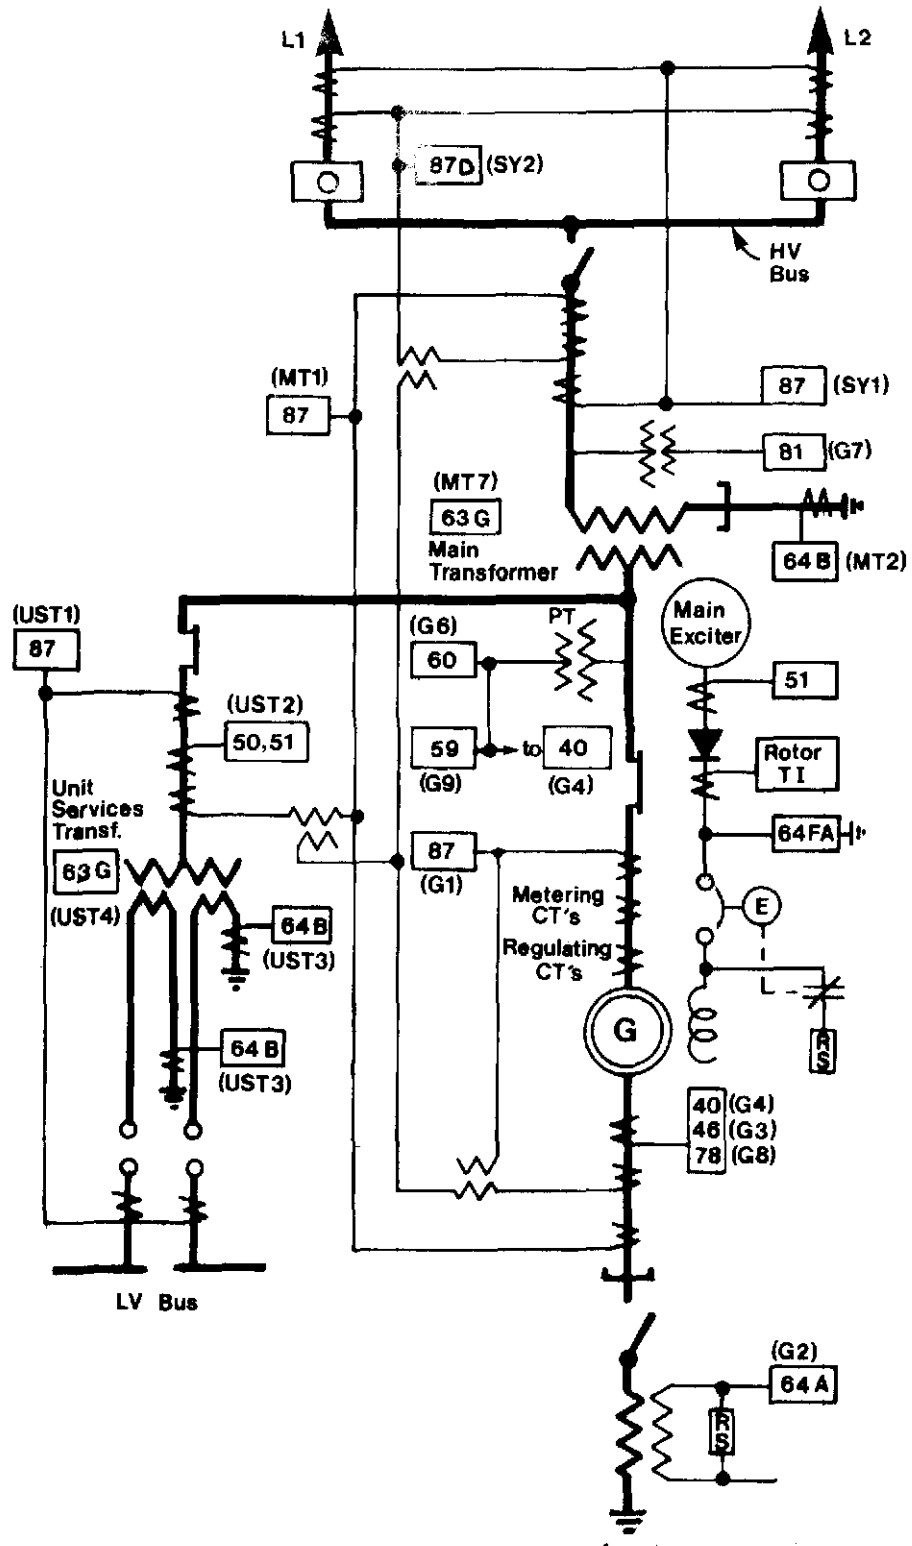 L1
L2
87D (SY2)
HV
Bus
(MT1)
87
87 (SY1)
81 (G7)
(MT7)
63G
Main
Transformer
64B (MT2)
(UST1)
87
(G6)
60
PT
Main
Exciter
51
(UST2)
50,51
59
(G9)
to 40
(G4)
Rotor
TI
Unit
Services
Transf.
63G
(UST4)
87
(G1)
64FA
Metering
CT's
Regulating
CT's
E
64B
(UST3)
G
RS
64B
(UST3)
40 (G4)
46 (G3)
78 (G8)
LV Bus
(G2)
64A
RS